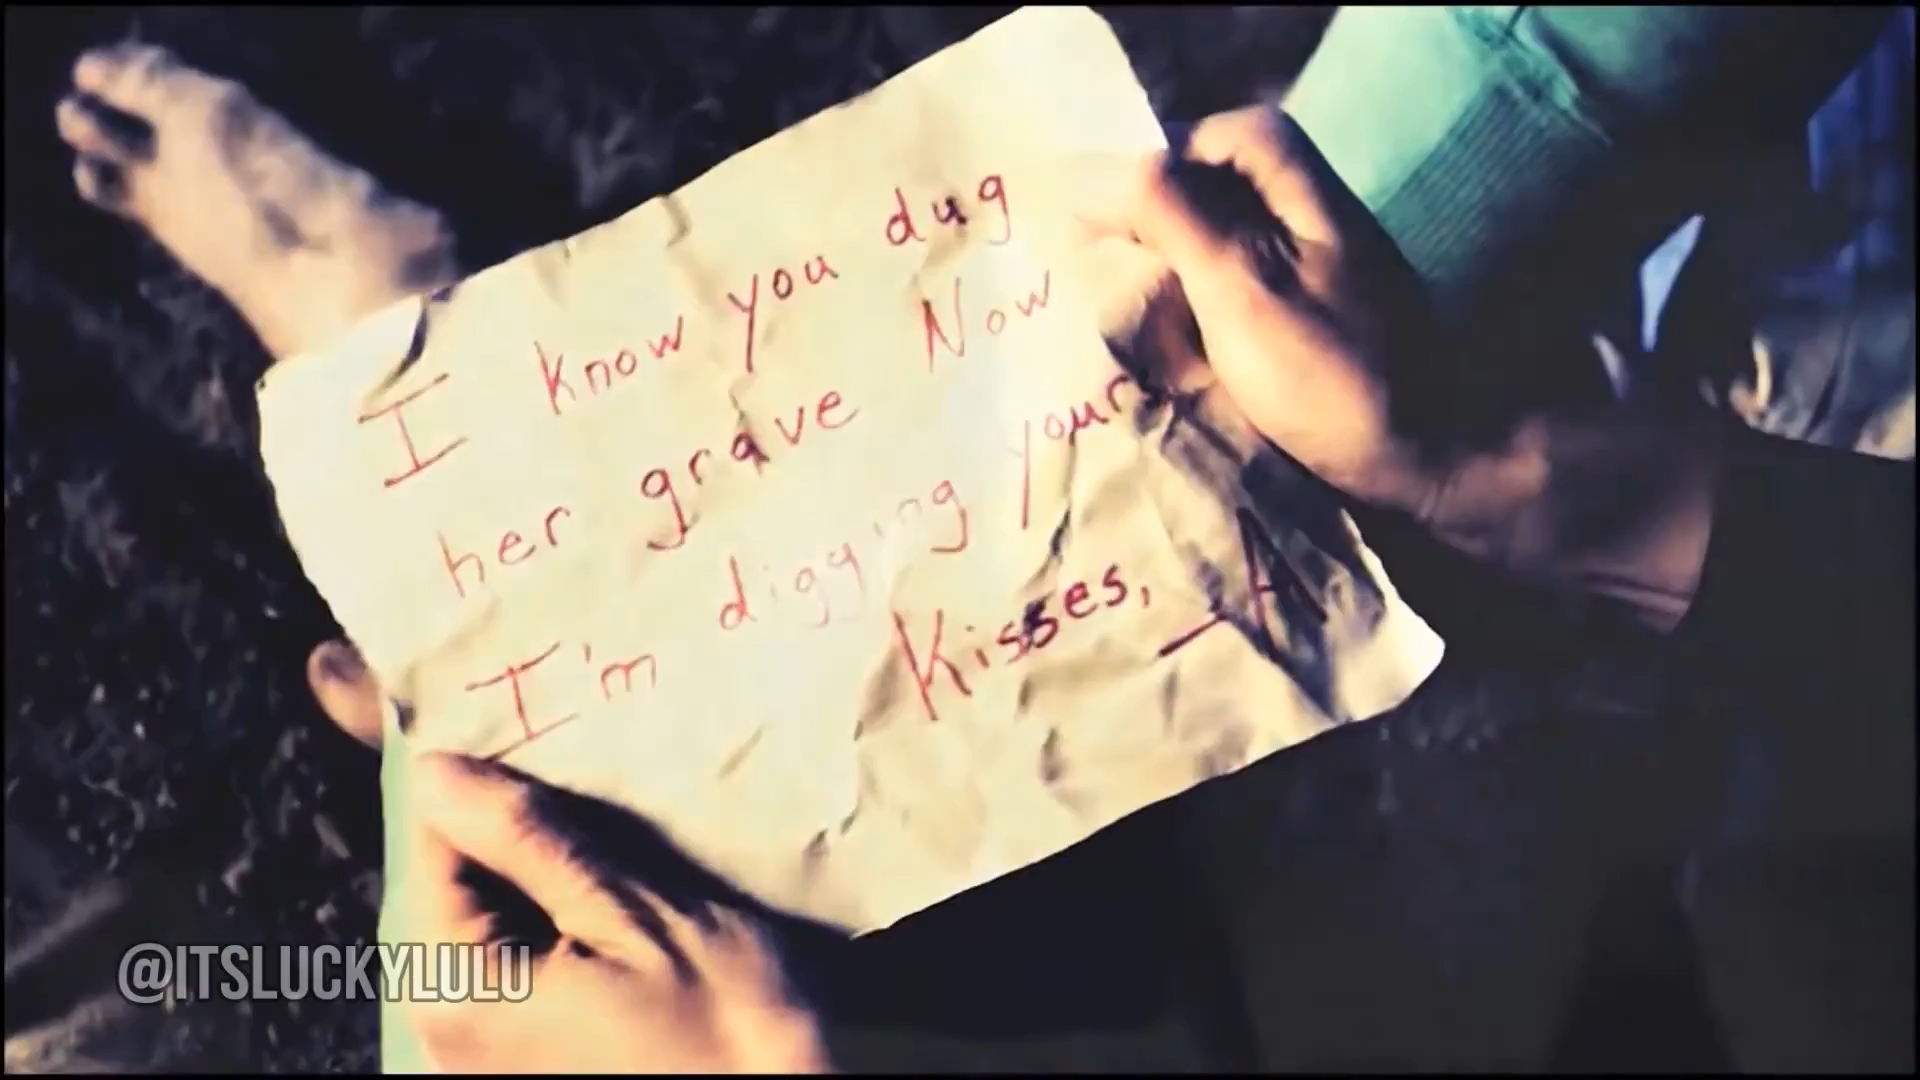 I know you dug
her grave Now
I'm digging yours
Kisses, -A
@ITSLUCKYLULU